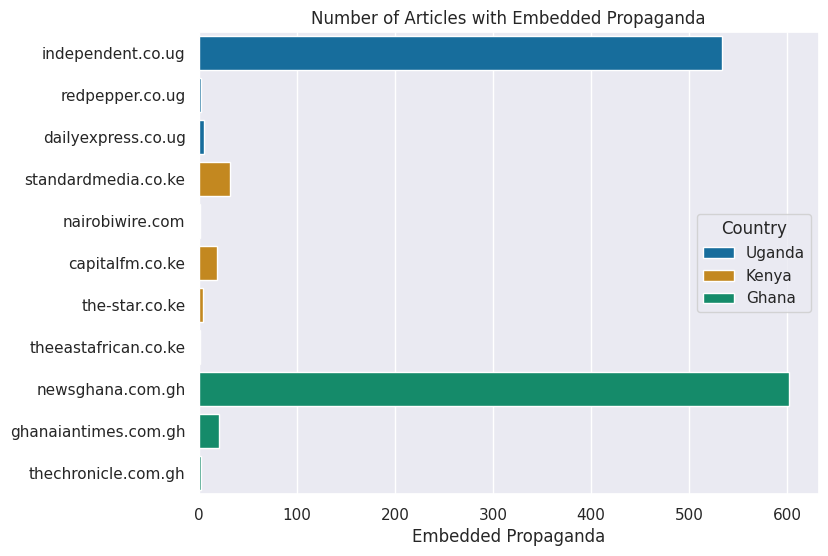 Number of Articles with Embedded Propaganda
independent.co.ug
redpepper.co.ug
dailyexpress.co.ug
standardmedia.co.ke
nairobiwire.com
capitalfm.co.ke
the-star.co.ke
theeastafrican.co.ke
newsghana.com.gh
ghanaiantimes.com.gh
thechronicle.com.gh
Country
Uganda
Kenya
Ghana
0 100 200 300 400 500 600
Embedded Propaganda